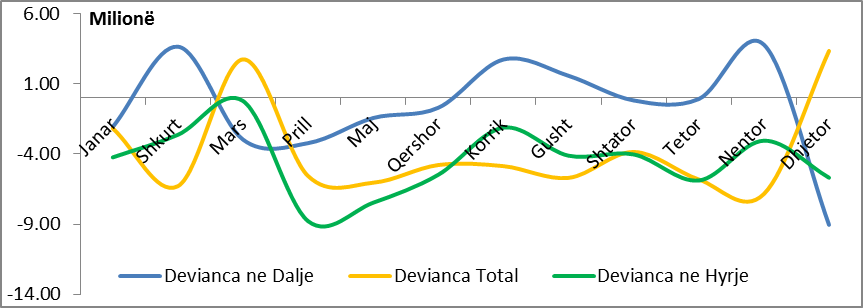 6.00
Milionë
1.00
Janar Shkurt Mars Prill Maj Qershor Korrik Gusht Shtator Tetor Nentor Dhjetor
-4.00
-9.00
Devianca ne Dalje Devianca Total Devianca ne Hyrje
-14.00